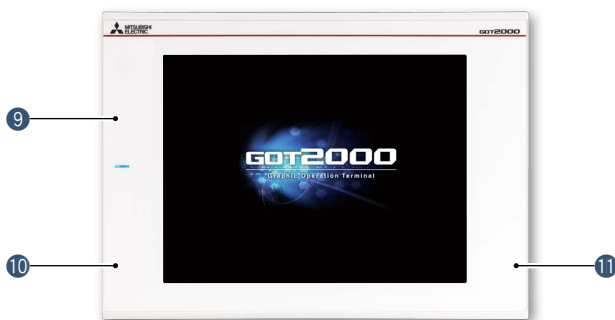 MITSUBISHI
ELECTRIC
GOT2000
9
GOT2000
Graphic Operation Terminal
10
11